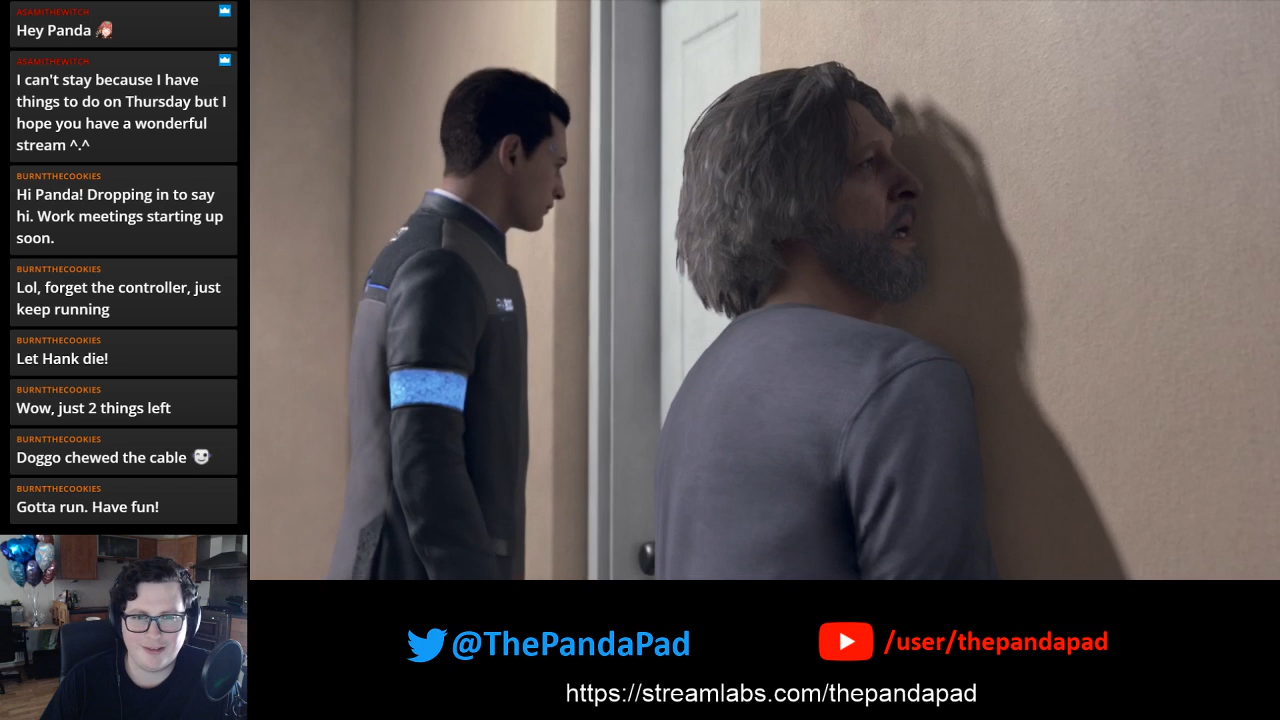 ASAMITHEWITCH
Hey Panda
ASAMITHEWITCH
I can't stay because I have
things to do on Thursday but I
hope you have a wonderful
stream ^.^
BURNTTHECOOKIES
Hi Panda! Dropping in to say
hi. Work meetings starting up
soon.
BURNTTHECOOKIES
Lol, forget the controller, just
keep running
BURNTTHECOOKIES
Let Hank die!
BURNTTHECOOKIES
Wow, just 2 things left
BURNTTHECOOKIES
Doggo chewed the cable
BURNTTHECOOKIES
Gotta run. Have fun!
@ThePandaPad
/user/thepandapad
https://streamlabs.com/thepandapad